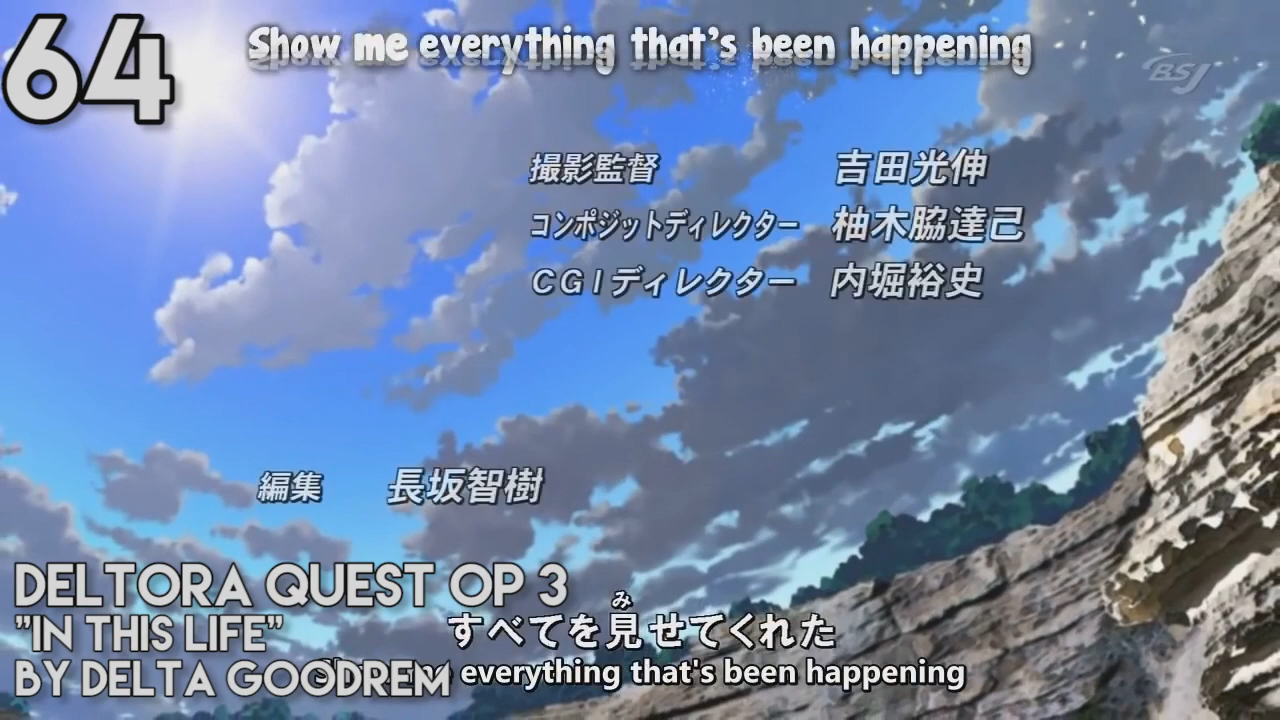 64
Show me everything that's been happening
BSJ
撮影監督 吉田光伸
コンポジットディレクター 柚木脇達己
CGIディレクター 内堀裕史
編集 長坂智樹
DELTORA QUEST OP 3
"IN THIS LIFE"
BY DELTA GOODREM
み
すべてを見せてくれた
everything that's been happening